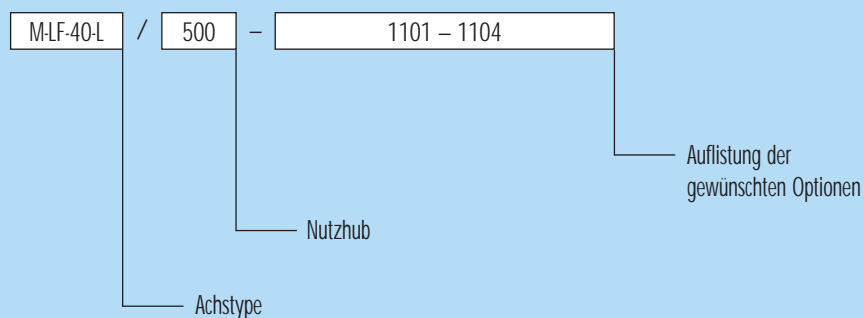 M-LF-40-L / 500 – 1101 – 1104
Auflistung der
gewünschten Optionen
Nutzhub
Achstype